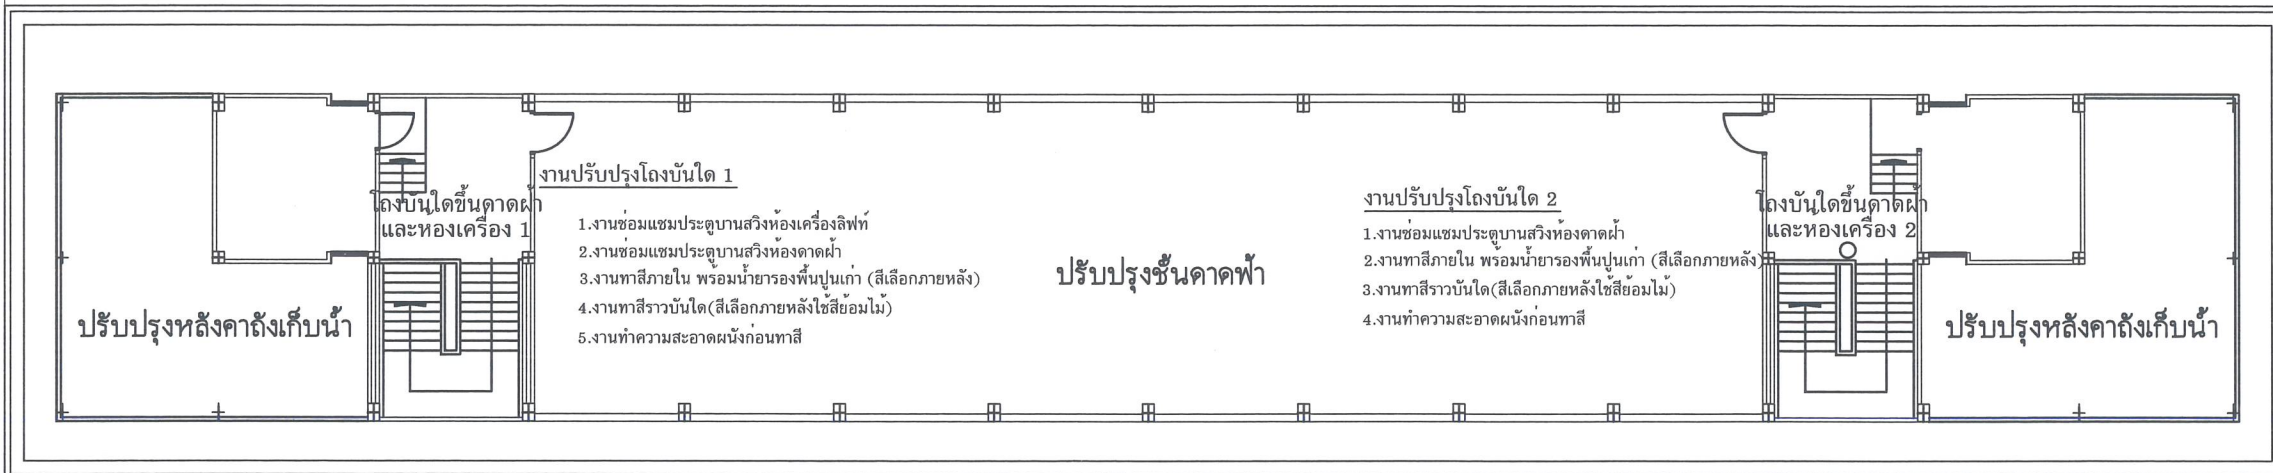 งานปรับปรุงโถงบันใด 1
โถงบันใดขึ้นดาดฝ้า
และห้องเครื่อง 1
1.งานซ่อมแซมประตูบานสวิงห้องเครื่องลิฟท์
2.งานซ่อมแซมประตูบานสวิงห้องดาดฝ้า
3.งานทาสีภายใน พร้อมน้ำยารองพื้นปูนเก่า (สีเลือกภายหลัง)
4.งานทาสีราวบันใด(สีเลือกภายหลังใช้สีย้อมไม้)
5.งานทำความสะอาดผนังก่อนทาสี
ปรับปรุงหลังคาถังเก็บน้ำ
ปรับปรุงชั้นคาคฟ้า
งานปรับปรุงโถงบันใด 2
1.งานซ่อมแซมประตูบานสวิงห้องดาดฝ้า
2.งานทาสีภายใน พร้อมน้ำยารองพื้นปูนเก่า (สีเลือกภายหลัง)
3.งานทาสีราวบันใด(สีเลือกภายหลังใช้สีย้อมไม้)
4.งานทำความสะอาดผนังก่อนทาสี
โถงบันใดขึ้นดาดฝ้า
และห้องเครื่อง 2
ปรับปรุงหลังคาถังเก็บน้ำ